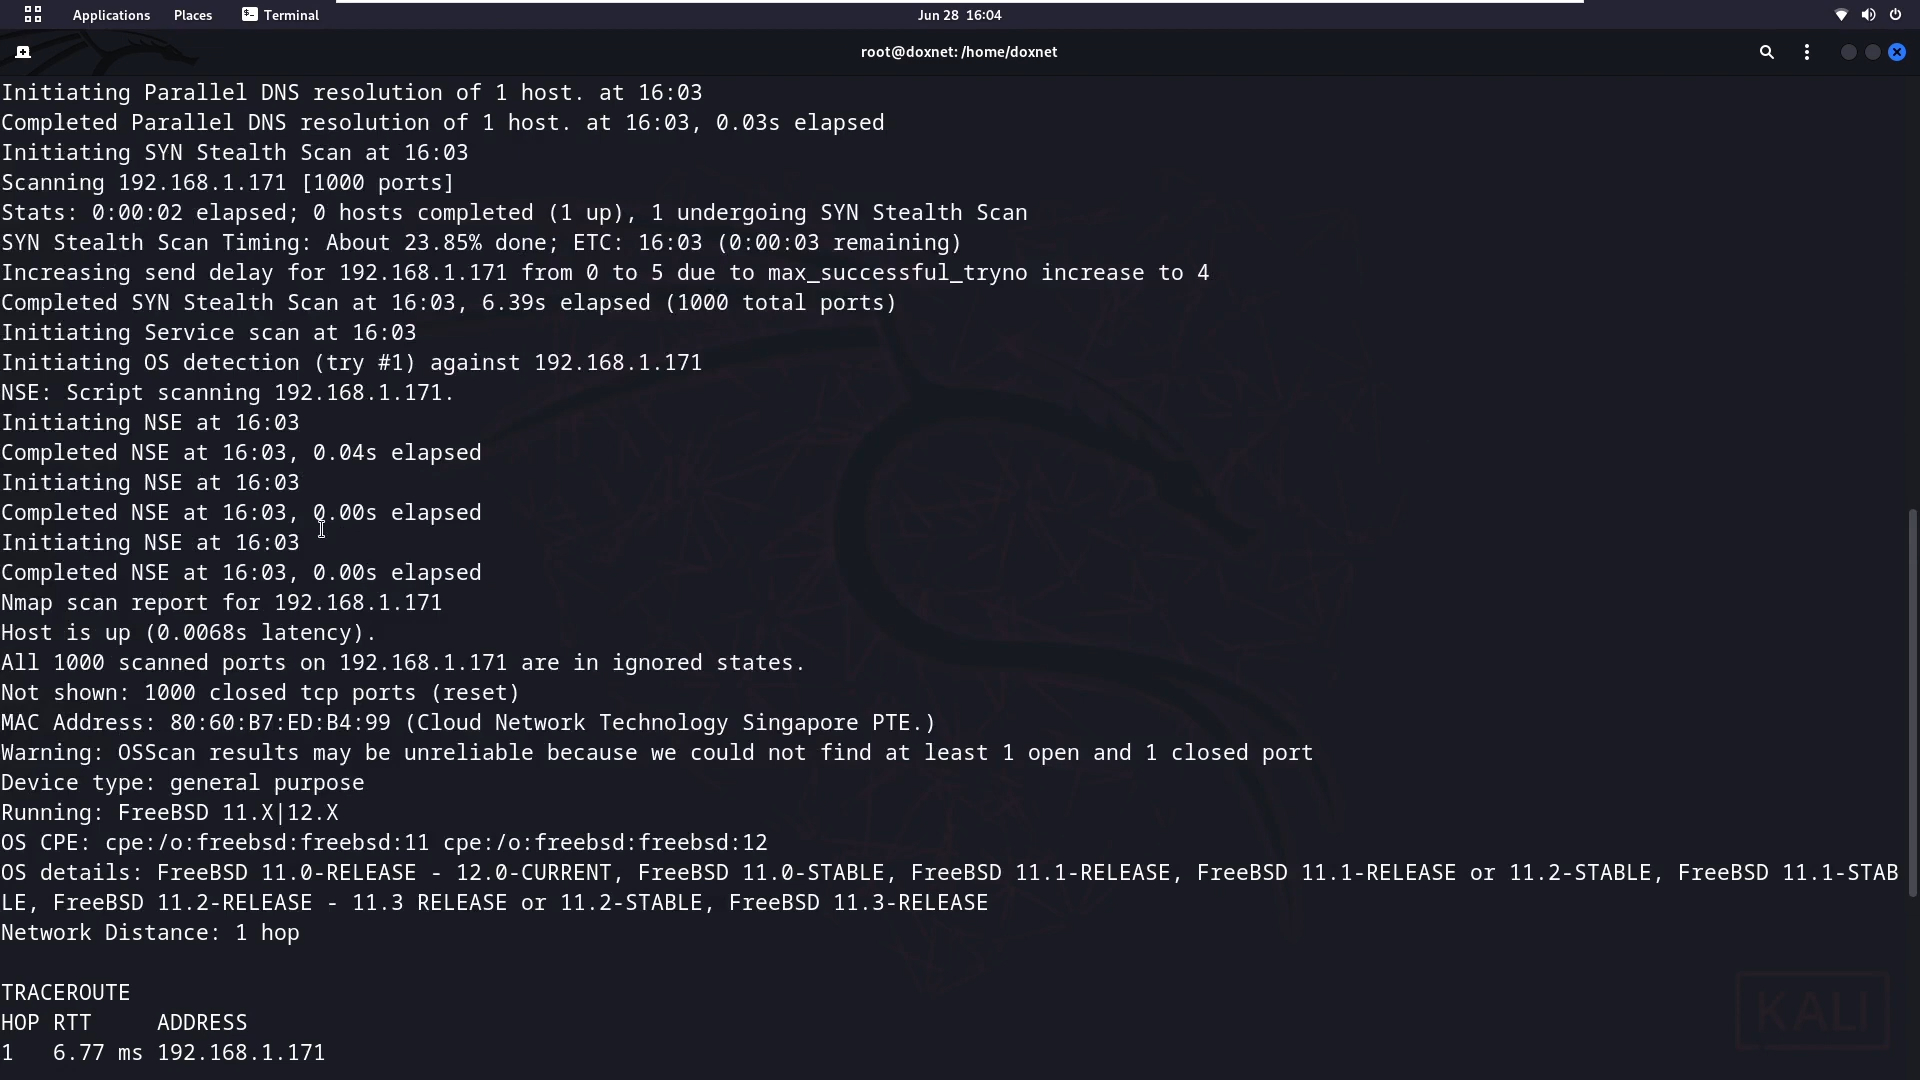 Applications Places Terminal Jun 28 16:04
root@doxnet: /home/doxnet
Initiating Parallel DNS resolution of 1 host. at 16:03
Completed Parallel DNS resolution of 1 host. at 16:03, 0.03s elapsed
Initiating SYN Stealth Scan at 16:03
Scanning 192.168.1.171 [1000 ports]
Stats: 0:00:02 elapsed; 0 hosts completed (1 up), 1 undergoing SYN Stealth Scan
SYN Stealth Scan Timing: About 23.85% done; ETC: 16:03 (0:00:03 remaining)
Increasing send delay for 192.168.1.171 from 0 to 5 due to max_successful_tryno increase to 4
Completed SYN Stealth Scan at 16:03, 6.39s elapsed (1000 total ports)
Initiating Service scan at 16:03
Initiating OS detection (try #1) against 192.168.1.171
NSE: Script scanning 192.168.1.171.
Initiating NSE at 16:03
Completed NSE at 16:03, 0.04s elapsed
Initiating NSE at 16:03
Completed NSE at 16:03, 0.00s elapsed
Initiating NSE at 16:03
Completed NSE at 16:03, 0.00s elapsed
Nmap scan report for 192.168.1.171
Host is up (0.0068s latency).
All 1000 scanned ports on 192.168.1.171 are in ignored states.
Not shown: 1000 closed tcp ports (reset)
MAC Address: 80:60:B7:ED:B4:99 (Cloud Network Technology Singapore PTE.)
Warning: OSScan results may be unreliable because we could not find at least 1 open and 1 closed port
Device type: general purpose
Running: FreeBSD 11.X|12.X
OS CPE: cpe:/o:freebsd:freebsd:11 cpe:/o:freebsd:freebsd:12
OS details: FreeBSD 11.0-RELEASE - 12.0-CURRENT, FreeBSD 11.0-STABLE, FreeBSD 11.1-RELEASE, FreeBSD 11.1-RELEASE or 11.2-STABLE, FreeBSD 11.1-STAB
LE, FreeBSD 11.2-RELEASE - 11.3 RELEASE or 11.2-STABLE, FreeBSD 11.3-RELEASE
Network Distance: 1 hop
TRACEROUTE
HOP RTT ADDRESS
KALI
1 6.77 ms 192.168.1.171